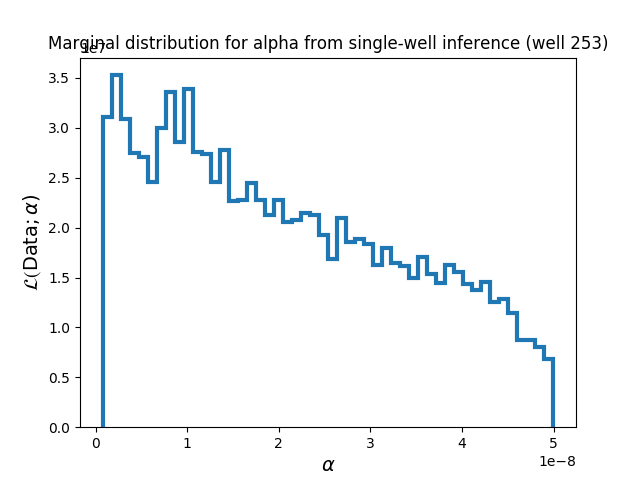 Marginal distribution for alpha from single-well inference (well 253)
1e7
3.5
3.0
2.5
2.0
1.5
1.0
0.5
0.0
ℒ(Data; α)
0 1 2 3 4 5
1e−8
α